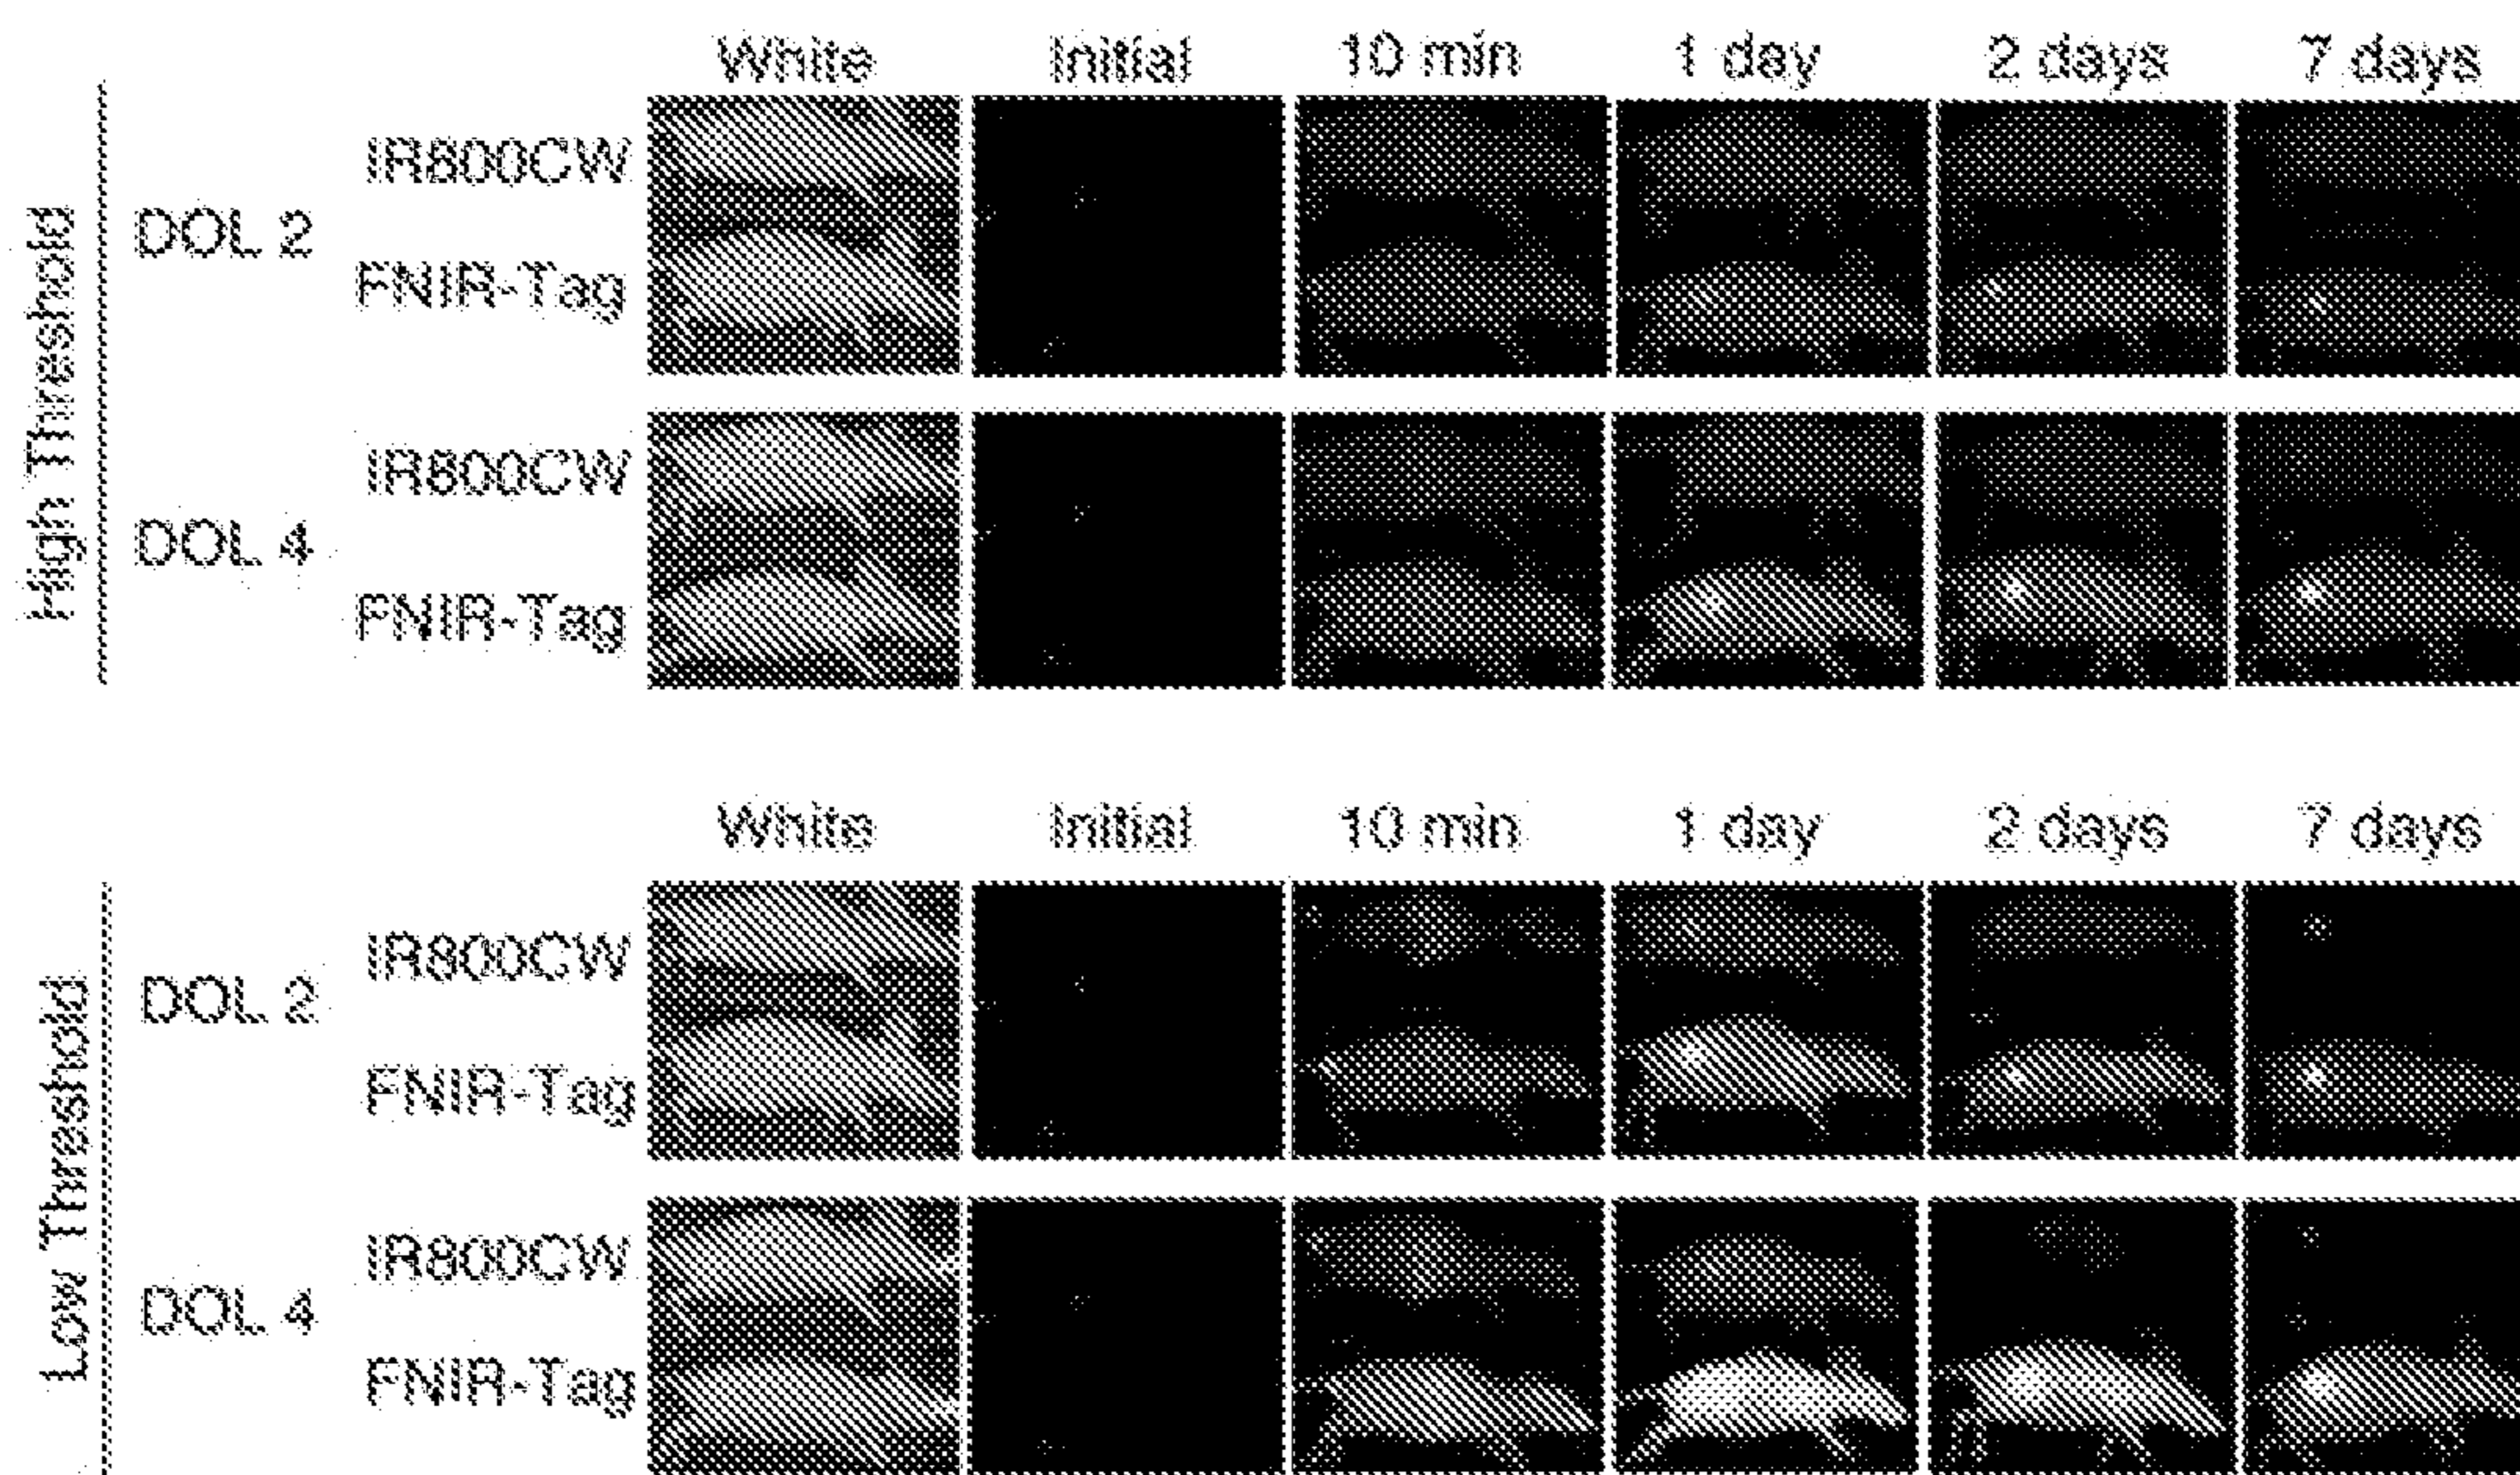 White Initial 10 min 1 day 2 days 7 days
High Threshold
DOL 2
IR800CW
FNIR-Tag
DOL 4
IR800CW
FNIR-Tag
White Initial 10 min 1 day 2 days 7 days
Low Threshold
DOL 2
IR800CW
FNIR-Tag
DOL 4
IR800CW
FNIR-Tag